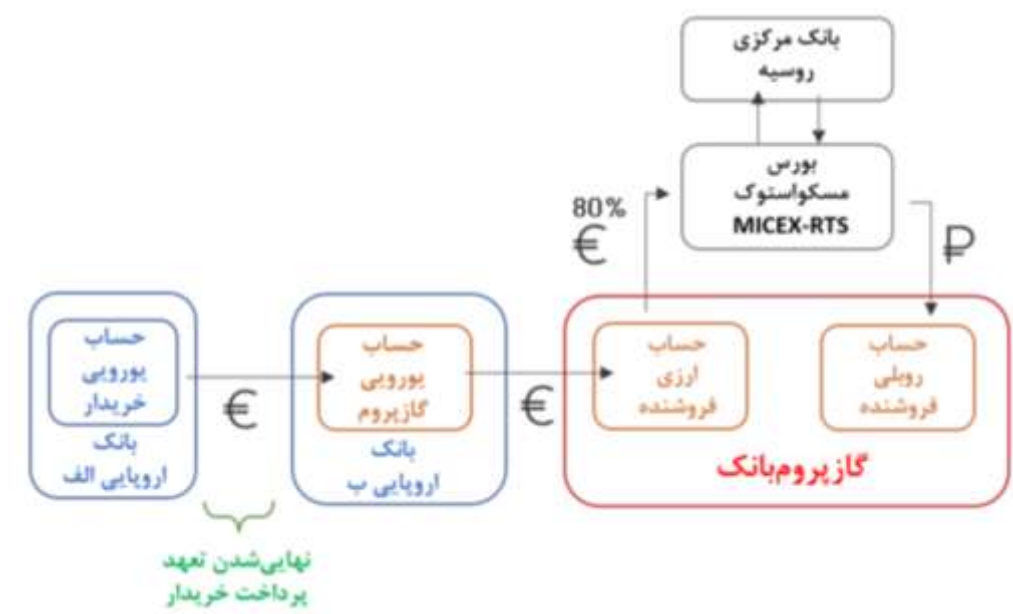 بانک مرکزی
روسیه
بورس
مسکواستوک
MICEX-RTS
80%
€
₽
حساب
یورویی
خریدار
بانک
اروپایی الف
€
حساب
یورویی
گازپروم
بانک
اروپایی ب
€
حساب
ارزی
فروشنده
حساب
روبلی
فروشنده
گازپروم‌بانک
نهایی‌شدن تعهد
پرداخت خریدار